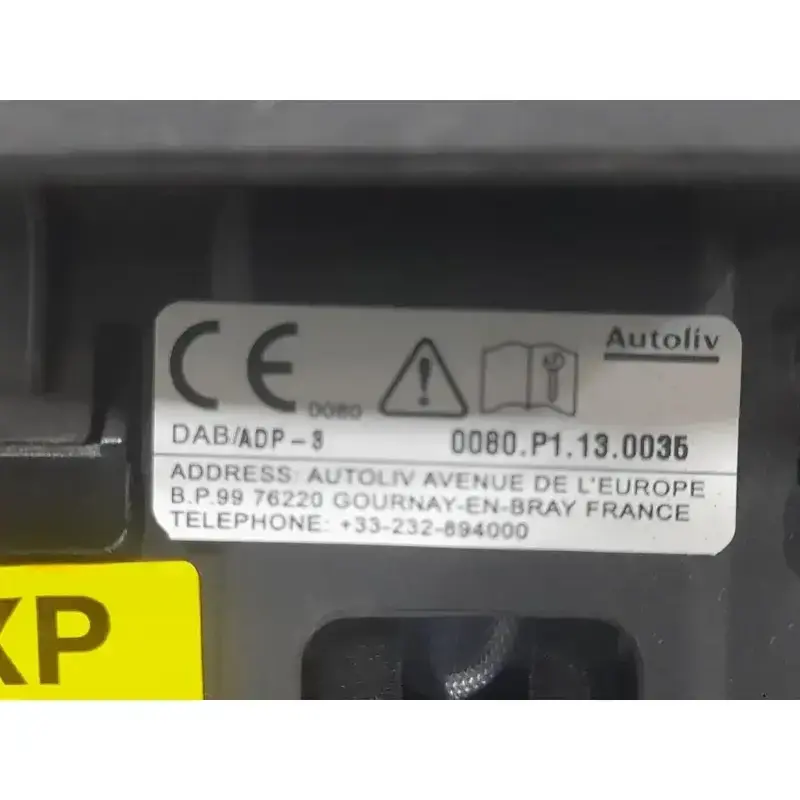 CE 0080
Autoliv
DAB/ADP-3 0080.P1.13.0035
ADDRESS: AUTOLIV AVENUE DE L'EUROPE
B.P.99 76220 GOURNAY-EN-BRAY FRANCE
TELEPHONE: +33-232-894000
XP